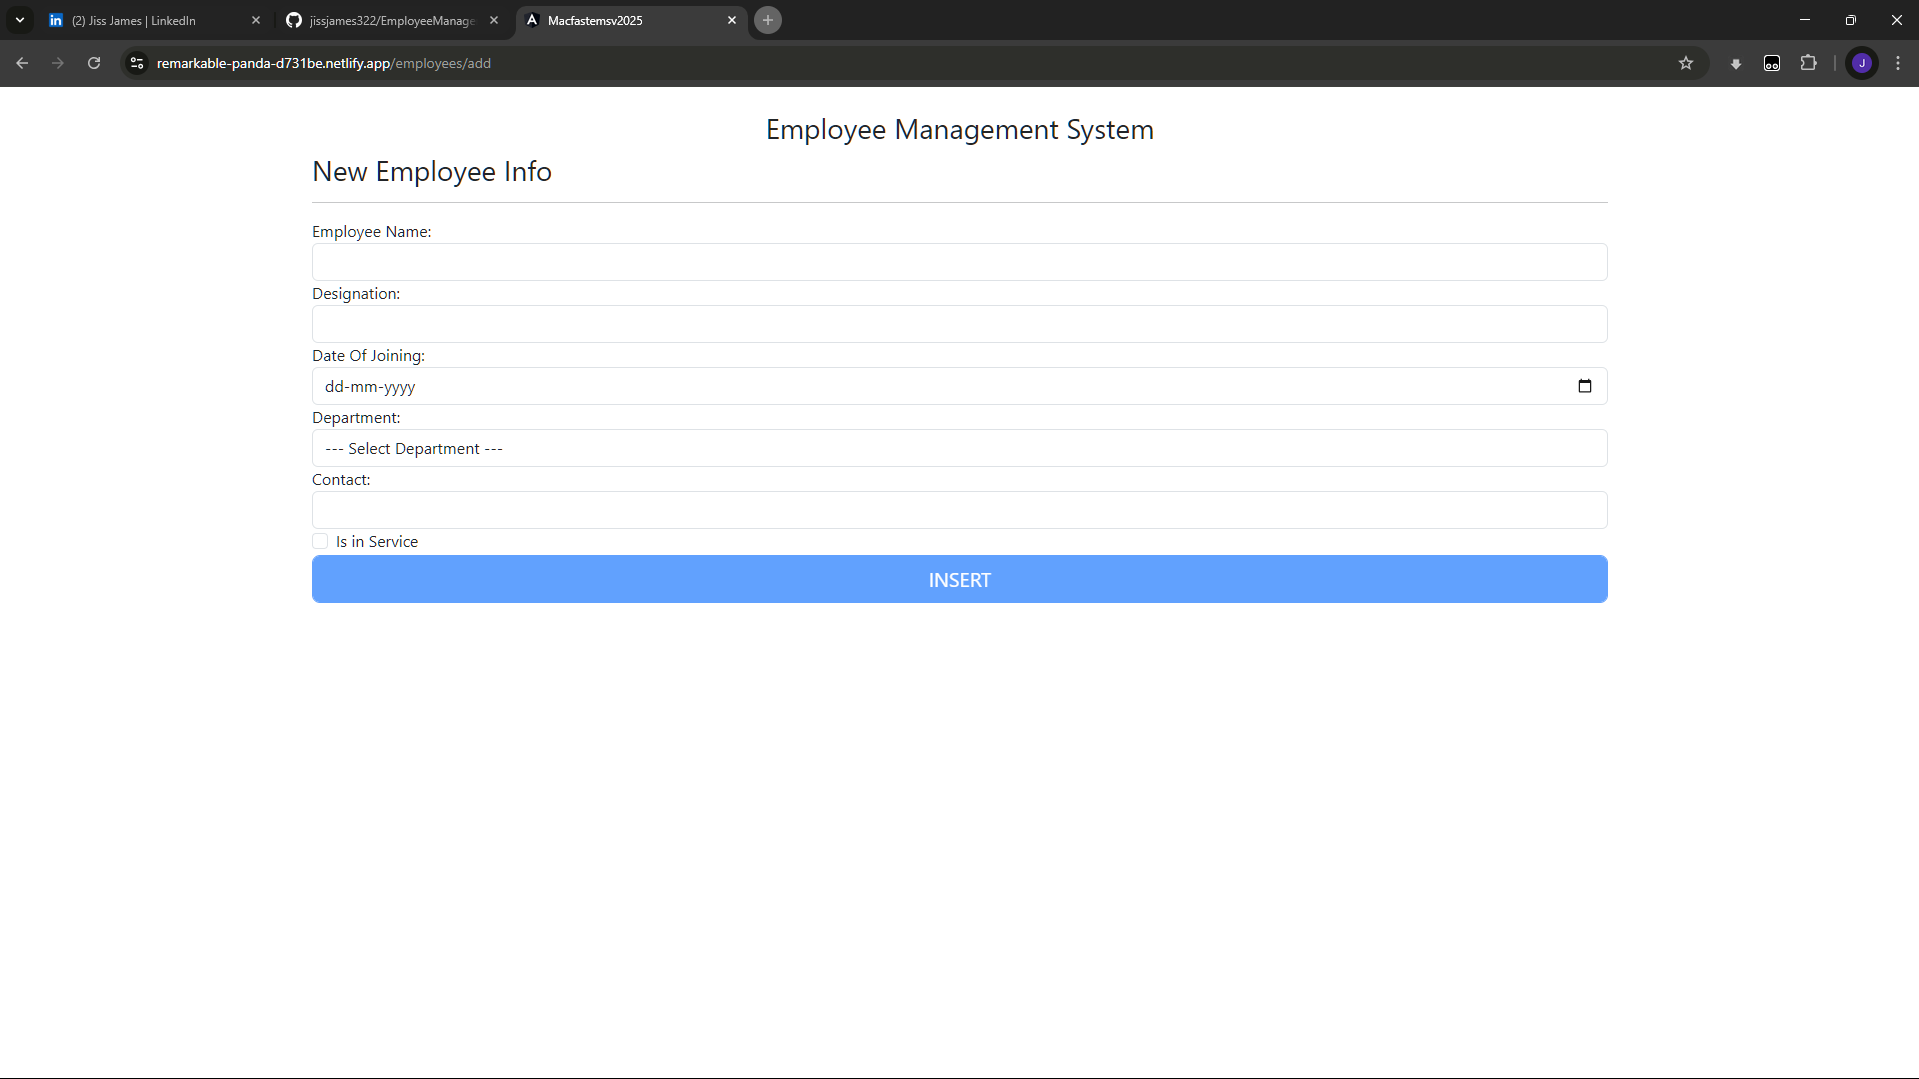 (2) Jiss James | LinkedIn
jissjames322/EmployeeManage
Macfastemsv2025
remarkable-panda-d731be.netlify.app/employees/add
J
Employee Management System
New Employee Info
Employee Name:
Designation:
Date Of Joining:
dd-mm-yyyy
Department:
--- Select Department ---
Contact:
Is in Service
INSERT